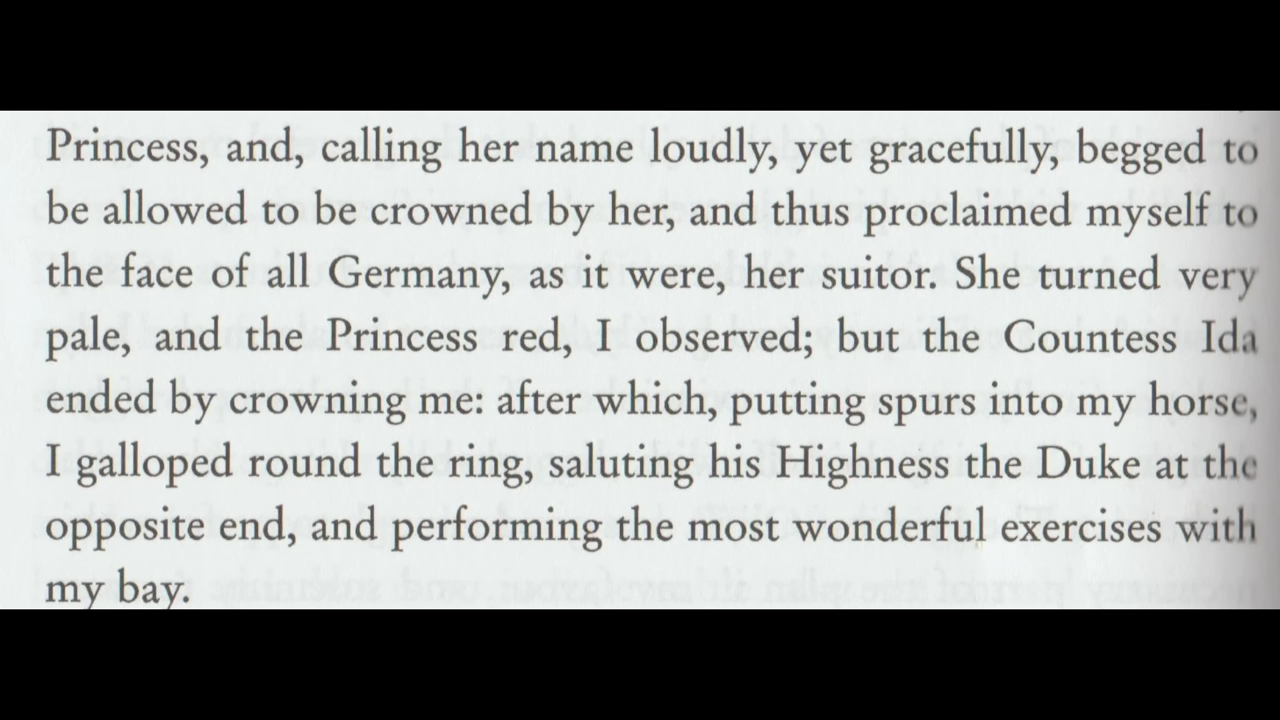 Princess, and, calling her name loudly, yet gracefully, begged to
be allowed to be crowned by her, and thus proclaimed myself to
the face of all Germany, as it were, her suitor. She turned very
pale, and the Princess red, I observed; but the Countess Ida
ended by crowning me: after which, putting spurs into my horse,
I galloped round the ring, saluting his Highness the Duke at the
opposite end, and performing the most wonderful exercises with
my bay.